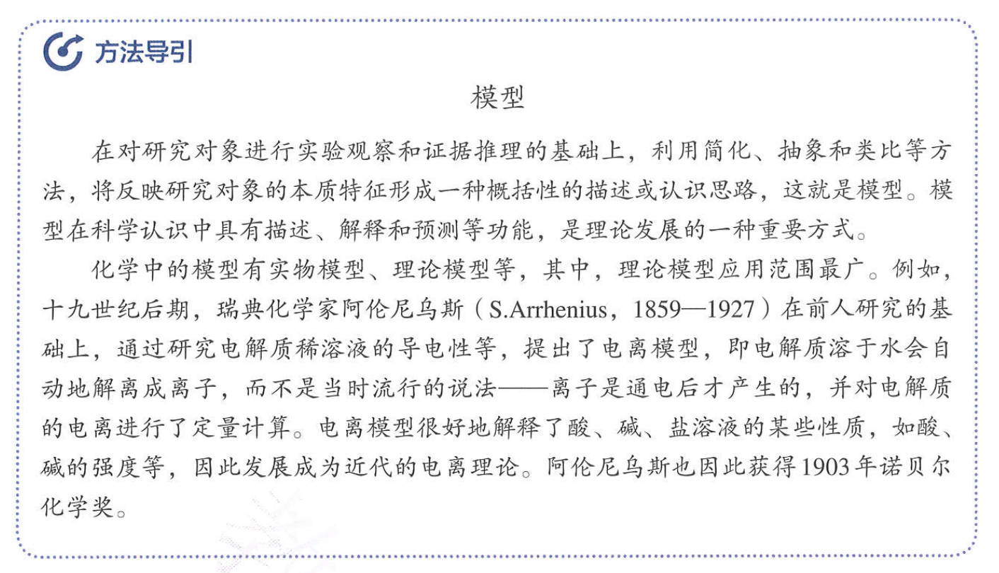 方法导引
模型
在对研究对象进行实验观察和证据推理的基础上，利用简化、抽象和类比等方
法，将反映研究对象的本质特征形成一种概括性的描述或认识思路，这就是模型。模
型在科学认识中具有描述、解释和预测等功能，是理论发展的一种重要方式。
化学中的模型有实物模型、理论模型等，其中，理论模型应用范围最广。例如，
十九世纪后期，瑞典化学家阿伦尼乌斯（S.Arrhenius，1859—1927）在前人研究的基
础上，通过研究电解质稀溶液的导电性等，提出了电离模型，即电解质溶于水会自
动地解离成离子，而不是当时流行的说法——离子是通电后才产生的，并对电解质
的电离进行了定量计算。电离模型很好地解释了酸、碱、盐溶液的某些性质，如酸、
碱的强度等，因此发展成为近代的电离理论。阿伦尼乌斯也因此获得1903年诺贝尔
化学奖。